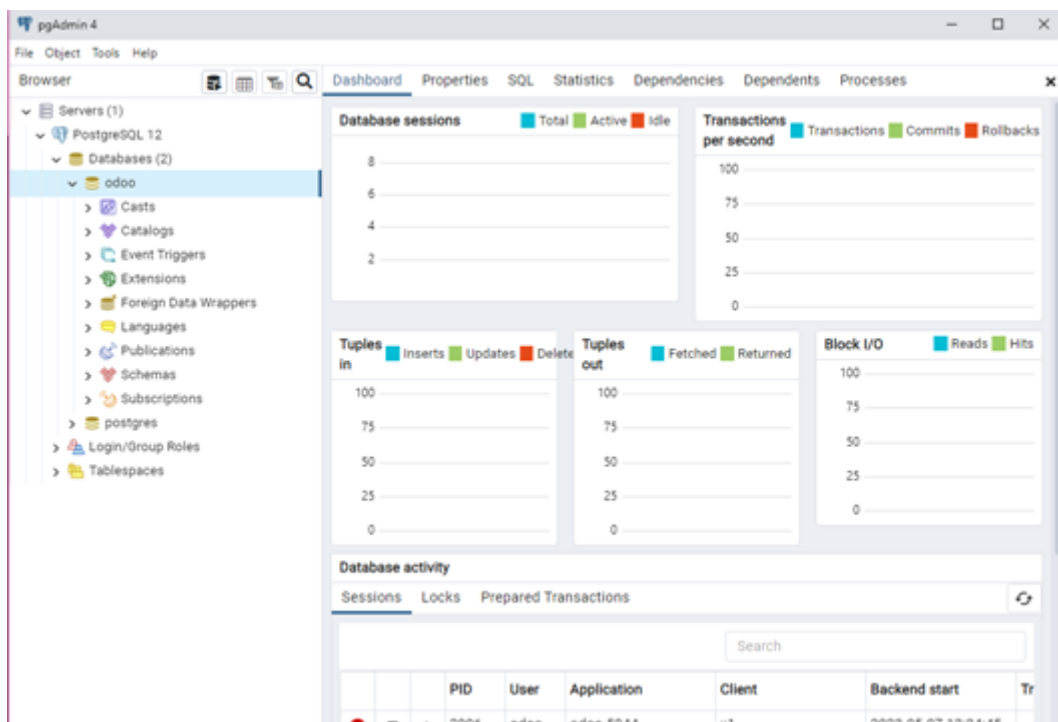 pgAdmin 4
File Object Tools Help
Browser
Servers (1)
PostgreSQL 12
Databases (2)
odoo
Casts
Catalogs
Event Triggers
Extensions
Foreign Data Wrappers
Languages
Publications
Schemas
Subscriptions
postgres
Login/Group Roles
Tablespaces
Dashboard Properties SQL Statistics Dependencies Dependents Processes
Database sessions
Total Active Idle
8
6
4
2
Transactions per second
Transactions Commits Rollbacks
100
75
50
25
0
Tuples in
Inserts Updates Delete
100
75
50
25
0
Tuples out
Fetched Returned
100
75
50
25
0
Block I/O
Reads Hits
100
75
50
25
0
Database activity
Sessions Locks Prepared Transactions
Search
PID User Application Client Backend start Tr
odoo